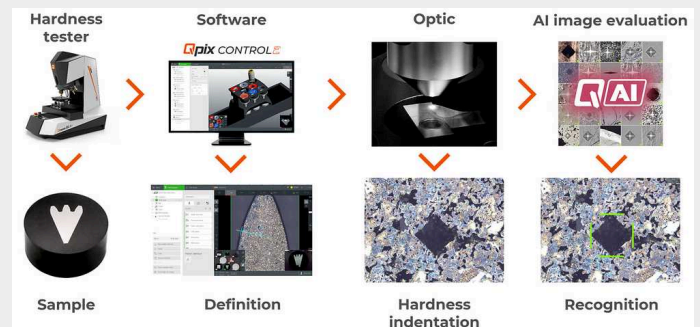 Hardness
tester
Software
Optic
AI image evaluation
Qpix CONTROL
Q AI
Sample
Definition
Hardness
indentation
Recognition